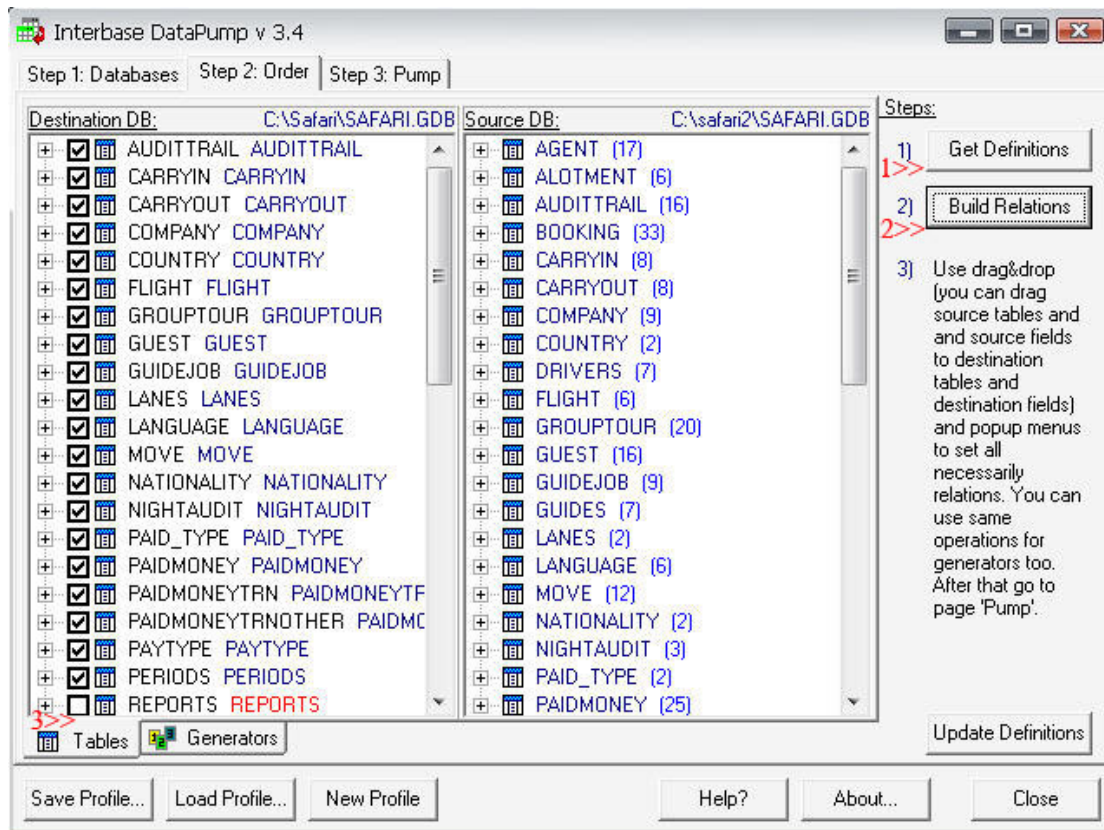 Interbase DataPump v 3.4
Step 1: Databases
Step 2: Order
Step 3: Pump
Destination DB: C:\Safari\SAFARI.GDB
AUDITTRAIL AUDITTRAIL
CARRYIN CARRYIN
CARRYOUT CARRYOUT
COMPANY COMPANY
COUNTRY COUNTRY
FLIGHT FLIGHT
GROUPTOUR GROUPTOUR
GUEST GUEST
GUIDEJOB GUIDEJOB
LANES LANES
LANGUAGE LANGUAGE
MOVE MOVE
NATIONALITY NATIONALITY
NIGHTAUDIT NIGHTAUDIT
PAID_TYPE PAID_TYPE
PAIDMONEY PAIDMONEY
PAIDMONEYTRN PAIDMONEYTF
PAIDMONEYTRNOTHER PAIDMC
PAYTYPE PAYTYPE
PERIODS PERIODS
REPORTS REPORTS
3>>
Tables
Generators
Source DB: C:\safari2\SAFARI.GDB
AGENT (17)
ALOTMENT (6)
AUDITTRAIL (16)
BOOKING (33)
CARRYIN (8)
CARRYOUT (8)
COMPANY (9)
COUNTRY (2)
DRIVERS (7)
FLIGHT (6)
GROUPTOUR (20)
GUEST (16)
GUIDEJOB (9)
GUIDES (7)
LANES (2)
LANGUAGE (6)
MOVE (12)
NATIONALITY (2)
NIGHTAUDIT (3)
PAID_TYPE (2)
PAIDMONEY (25)
Steps:
1) Get Definitions
1>>
2) Build Relations
2>>
3) Use drag&drop
(you can drag
source tables and
and source fields
to destination
tables and
destination fields)
and popup menus
to set all
necessarily
relations. You can
use same
operations for
generators too.
After that go to
page 'Pump'.
Update Definitions
Save Profile...
Load Profile...
New Profile
Help?
About...
Close